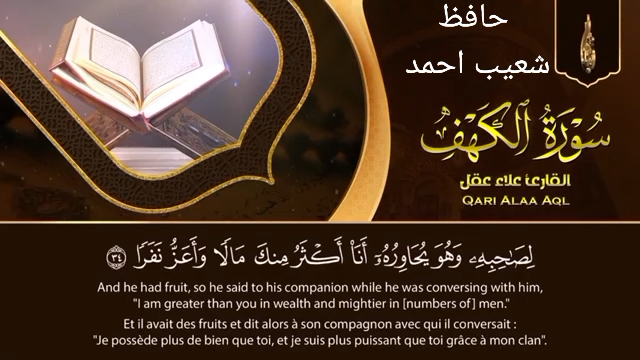 حافظ
شعیب احمد
سُورَةُ الكَهْفِ
القارئ علاء عقل
QARI ALAA AQL
لِصَٰحِبِهِۦ وَهُوَ يُحَاوِرُهُۥٓ أَنَا۠ أَكْثَرُ مِنكَ مَالًا وَأَعَزُّ نَفَرًا ٣٤
And he had fruit, so he said to his companion while he was conversing with him,
"I am greater than you in wealth and mightier in [numbers of] men."
Et il avait des fruits et dit alors à son compagnon avec qui il conversait :
"Je possède plus de bien que toi, et je suis plus puissant que toi grâce à mon clan".